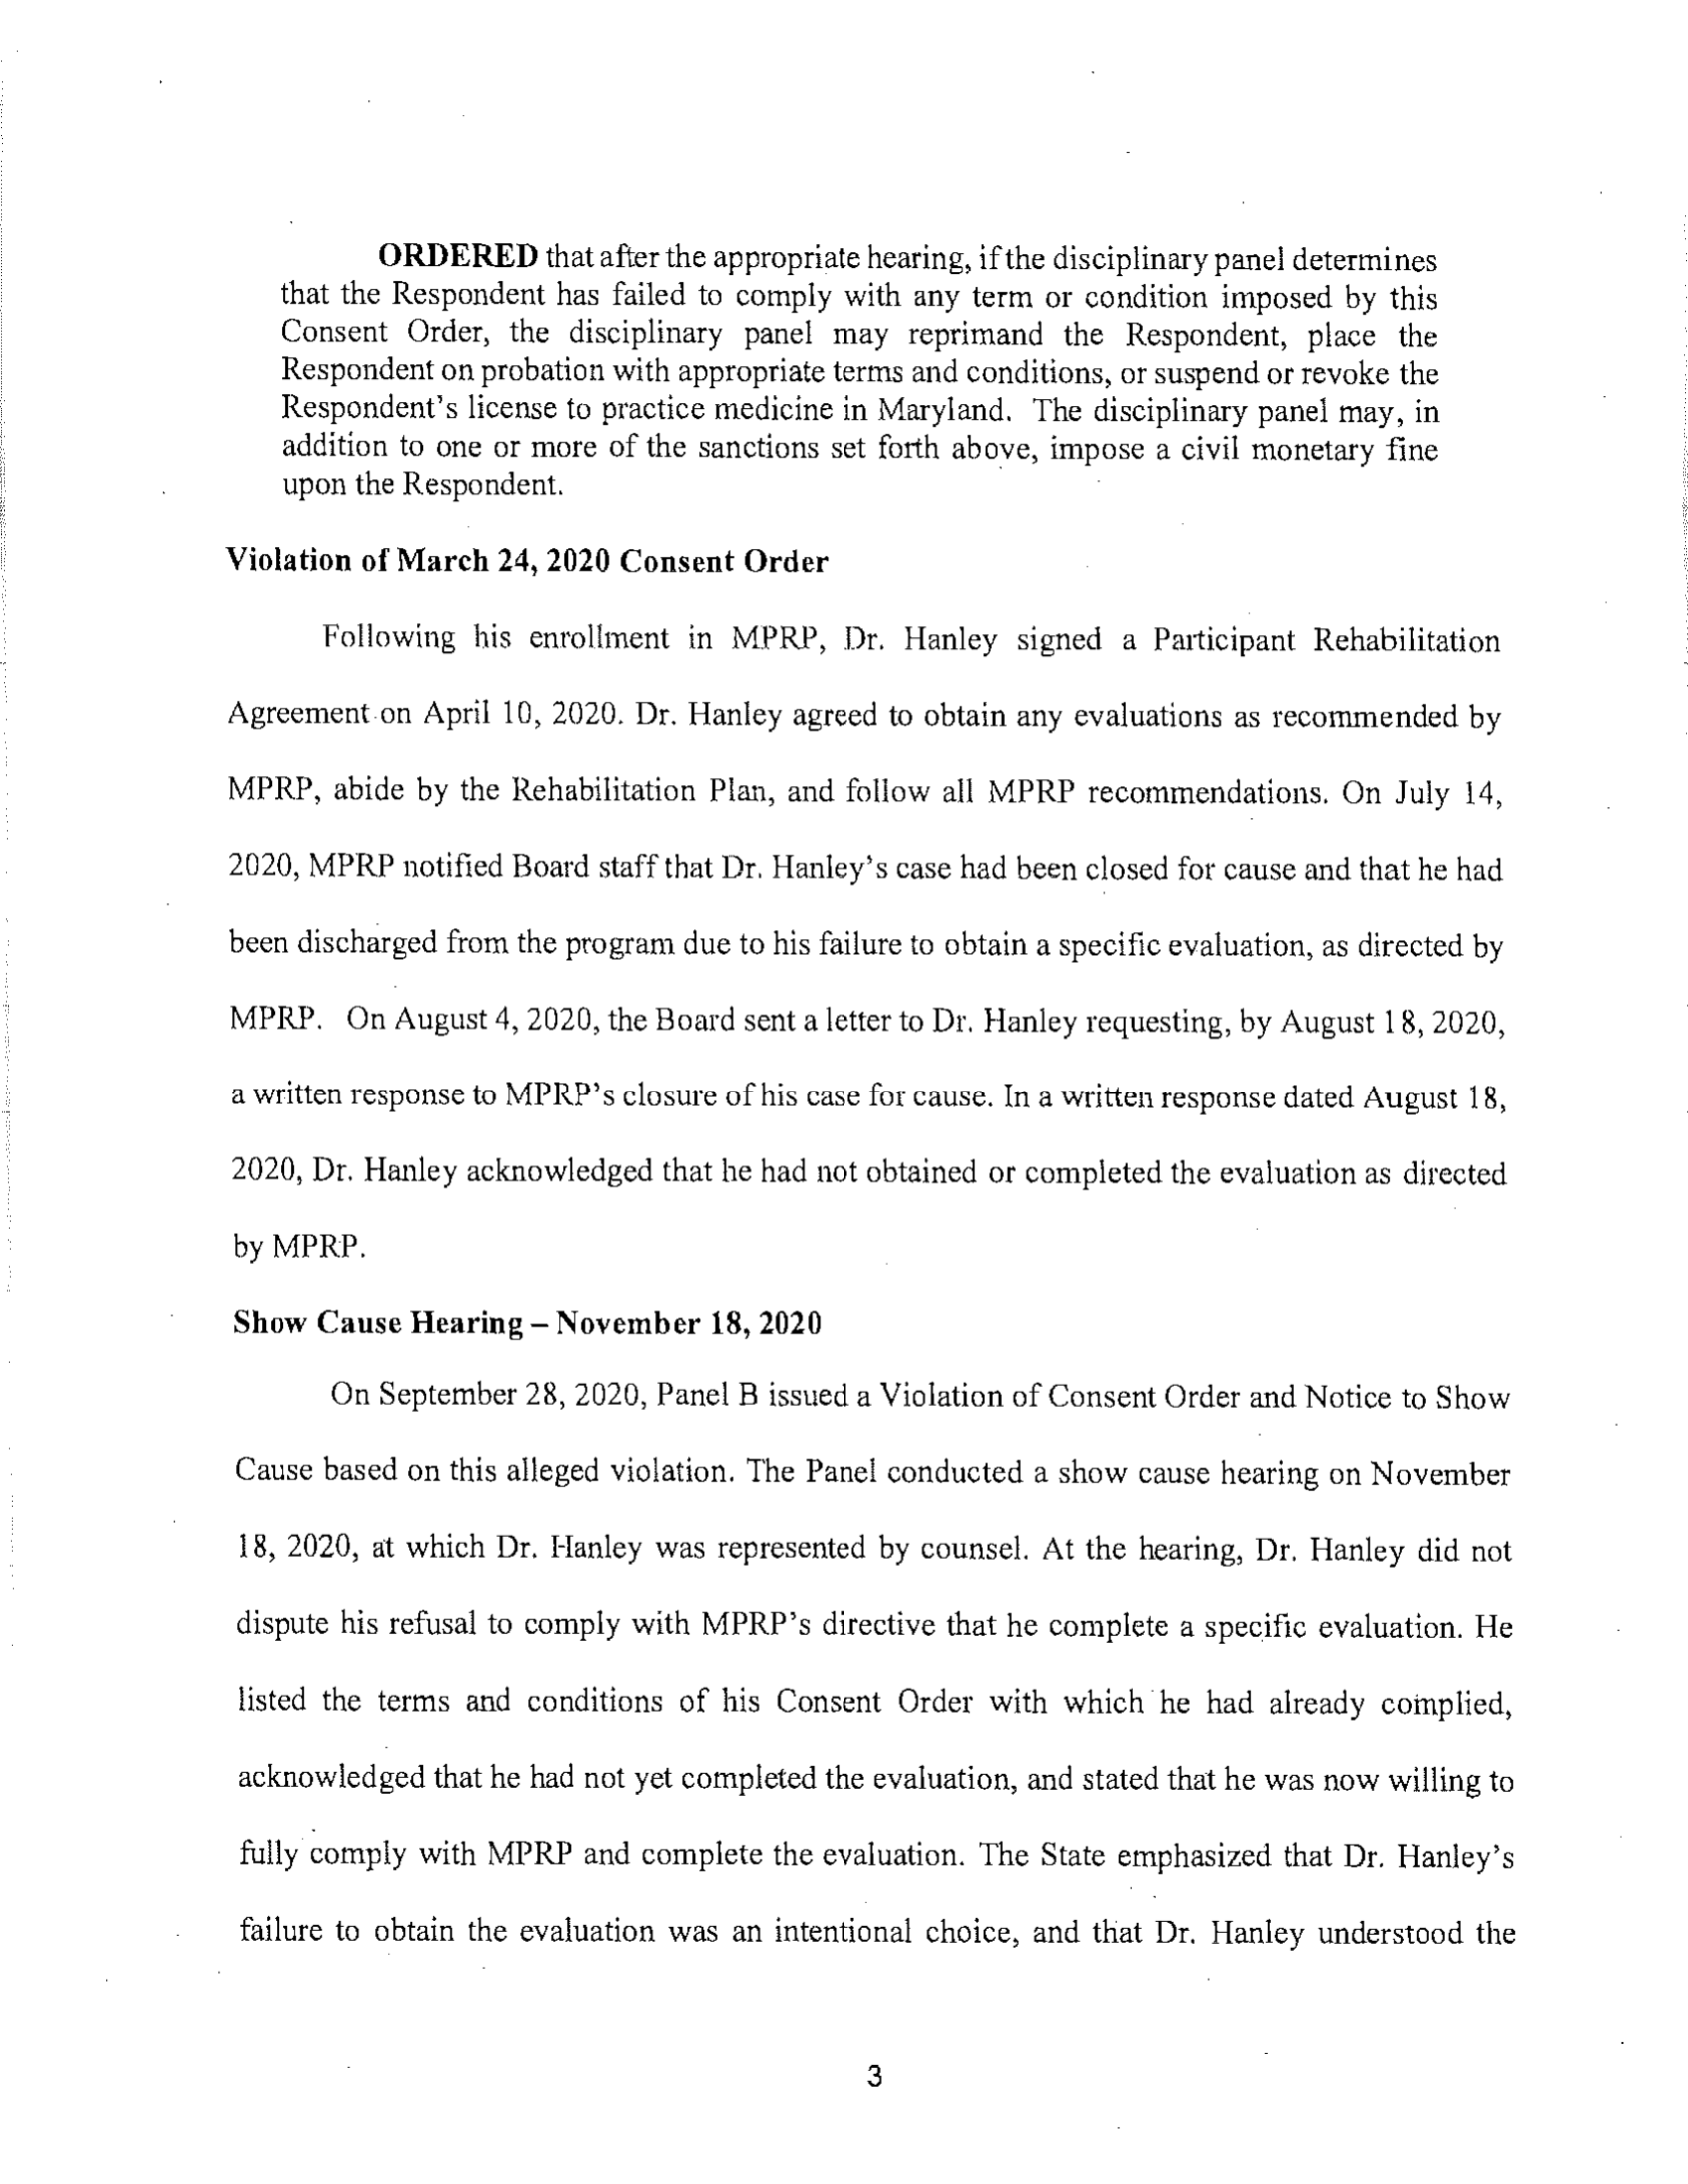 ORDERED that after the appropriate hearing, if the disciplinary panel determines
that the Respondent has failed to comply with any term or condition imposed by this
Consent Order, the disciplinary panel may reprimand the Respondent, place the
Respondent on probation with appropriate terms and conditions, or suspend or revoke the
Respondent's license to practice medicine in Maryland. The disciplinary panel may, in
addition to one or more of the sanctions set forth above, impose a civil monetary fine
upon the Respondent.
Violation of March 24, 2020 Consent Order
Following his enrollment in MPRP, Dr. Hanley signed a Participant Rehabilitation
Agreement on April 10, 2020. Dr. Hanley agreed to obtain any evaluations as recommended by
MPRP, abide by the Rehabilitation Plan, and follow all MPRP recommendations. On July 14,
2020, MPRP notified Board staff that Dr. Hanley's case had been closed for cause and that he had
been discharged from the program due to his failure to obtain a specific evaluation, as directed by
MPRP. On August 4, 2020, the Board sent a letter to Dr. Hanley requesting, by August 18, 2020,
a written response to MPRP's closure of his case for cause. In a written response dated August 18,
2020, Dr. Hanley acknowledged that he had not obtained or completed the evaluation as directed
by MPRP.
Show Cause Hearing – November 18, 2020
On September 28, 2020, Panel B issued a Violation of Consent Order and Notice to Show
Cause based on this alleged violation. The Panel conducted a show cause hearing on November
18, 2020, at which Dr. Hanley was represented by counsel. At the hearing, Dr. Hanley did not
dispute his refusal to comply with MPRP's directive that he complete a specific evaluation. He
listed the terms and conditions of his Consent Order with which he had already complied,
acknowledged that he had not yet completed the evaluation, and stated that he was now willing to
fully comply with MPRP and complete the evaluation. The State emphasized that Dr. Hanley's
failure to obtain the evaluation was an intentional choice, and that Dr. Hanley understood the
3